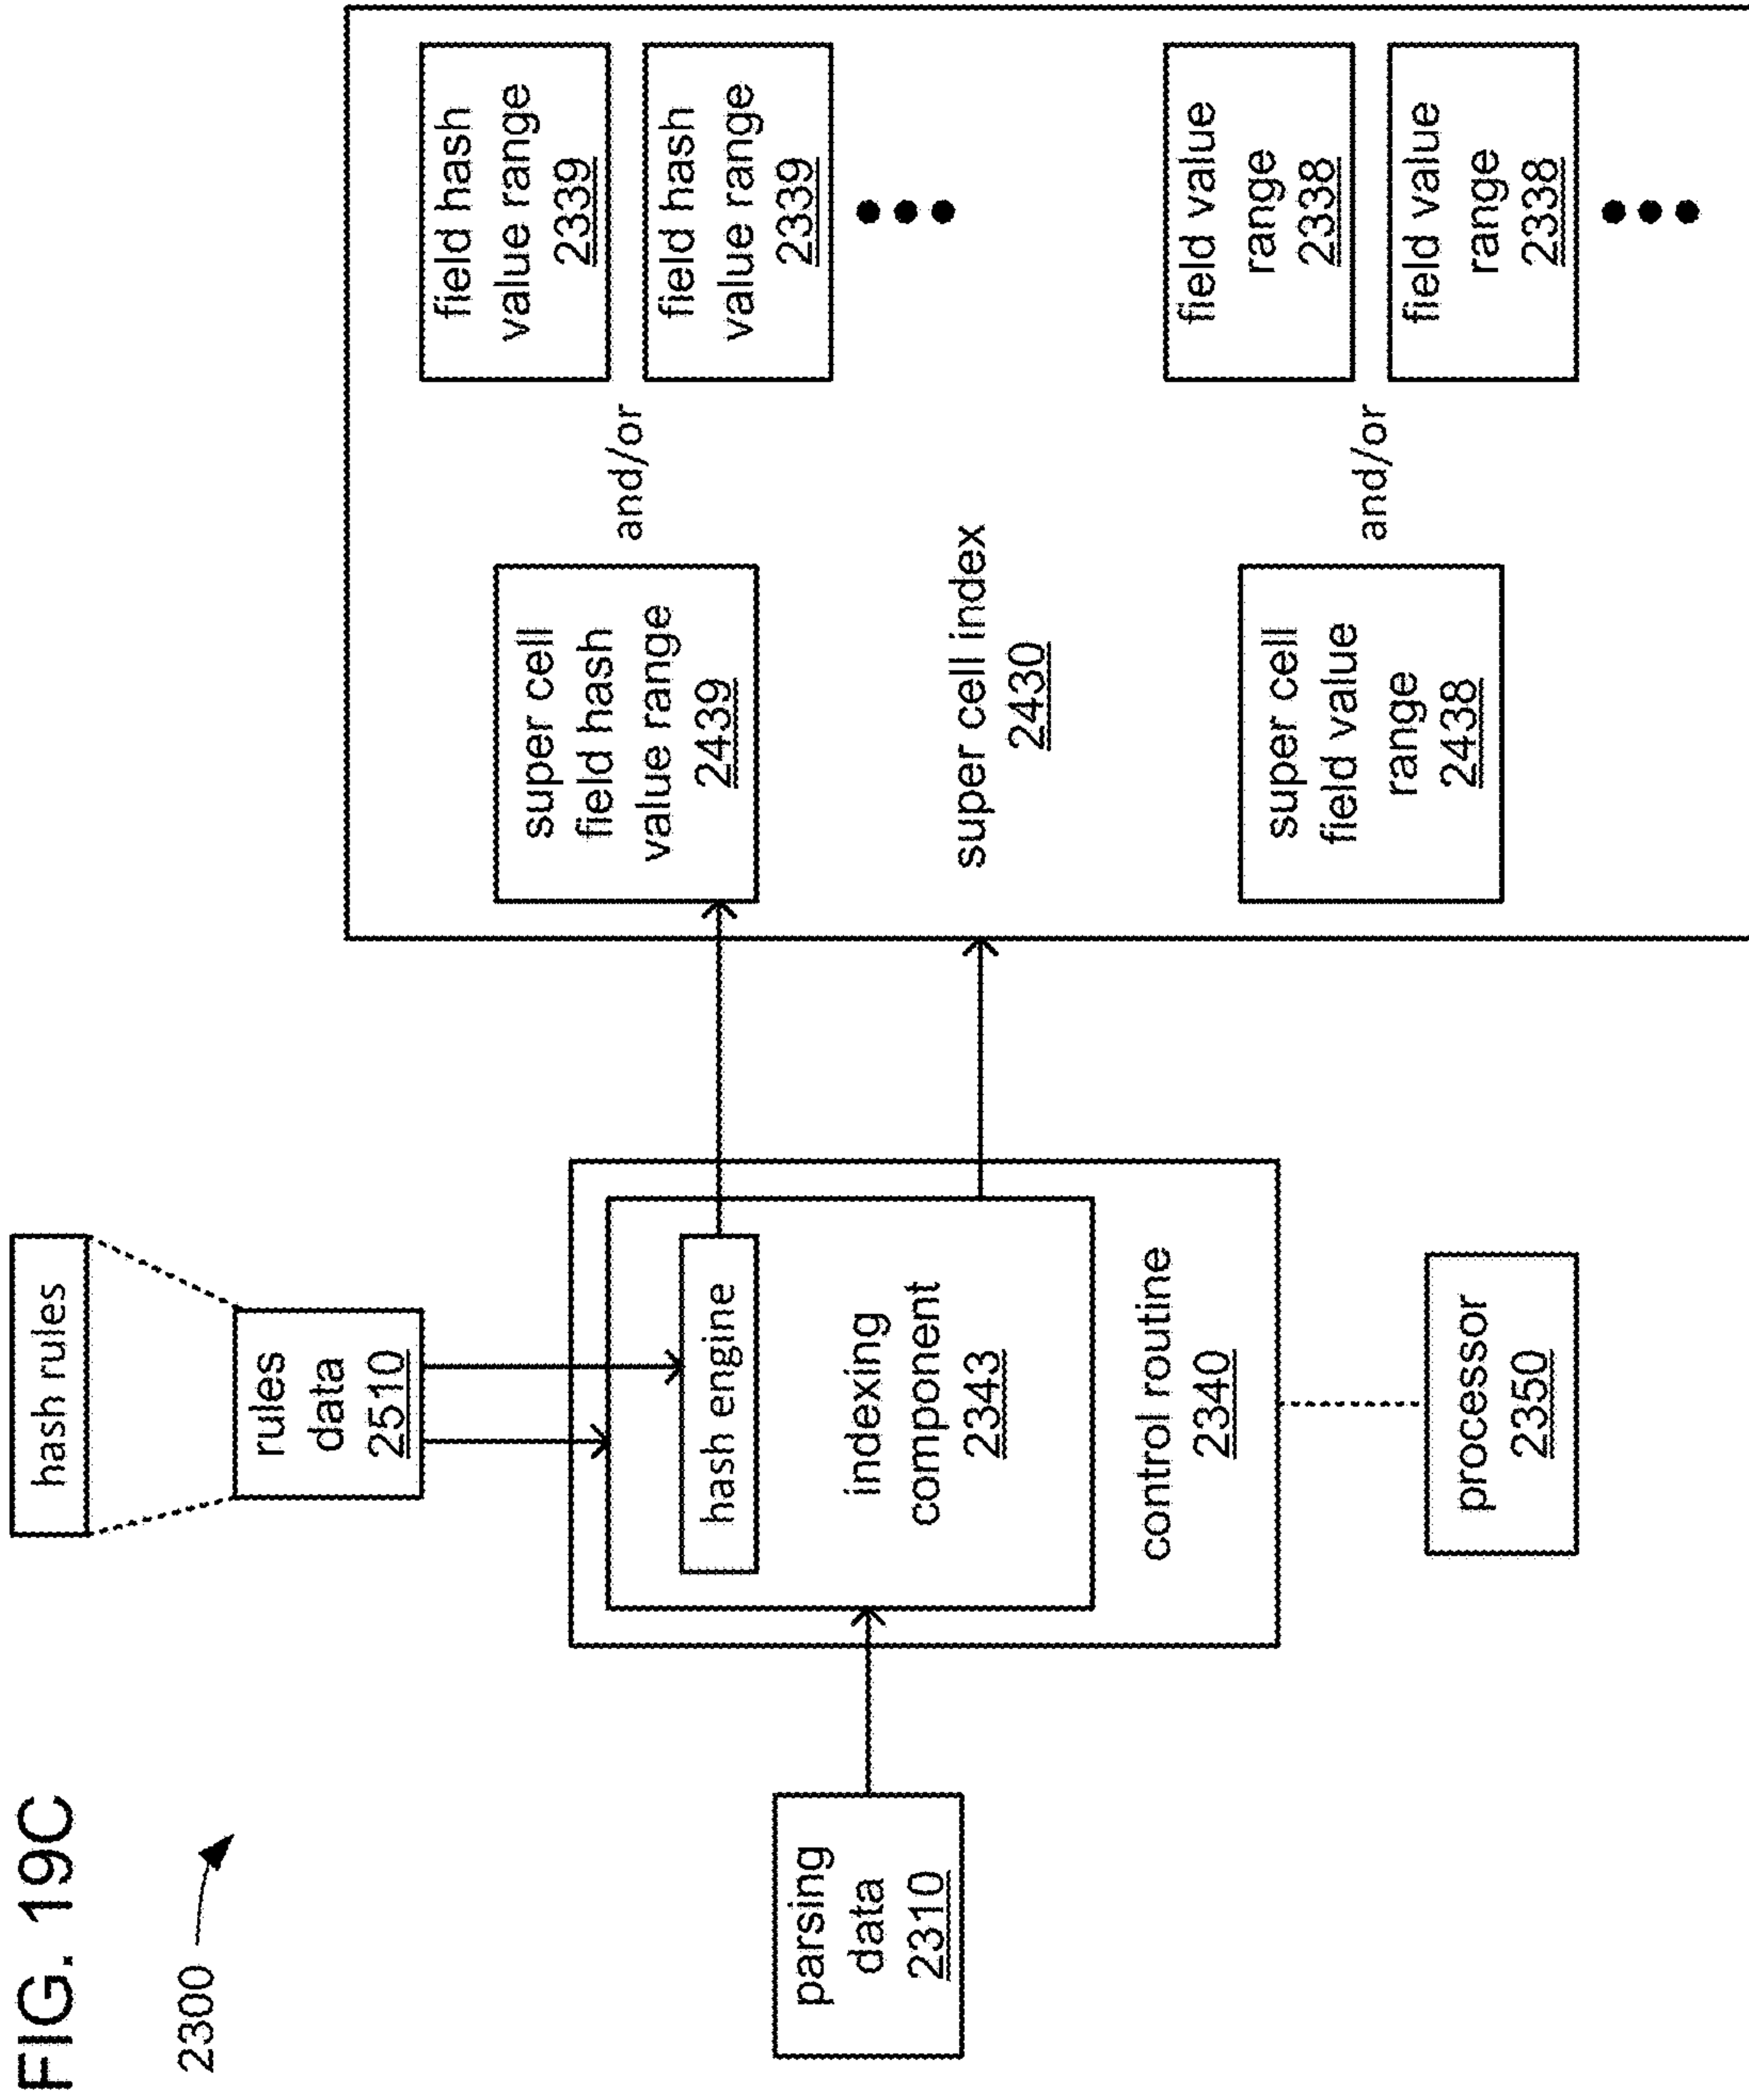 FIG. 19C
2300
hash rules
rules
data
2510
parsing
data
2310
hash engine
indexing
component
2343
control routine
2340
processor
2350
super cell
field hash
value range
2439
and/or
field hash
value range
2339
field hash
value range
2339
super cell index
2430
super cell
field value
range
2438
and/or
field value
range
2338
field value
range
2338